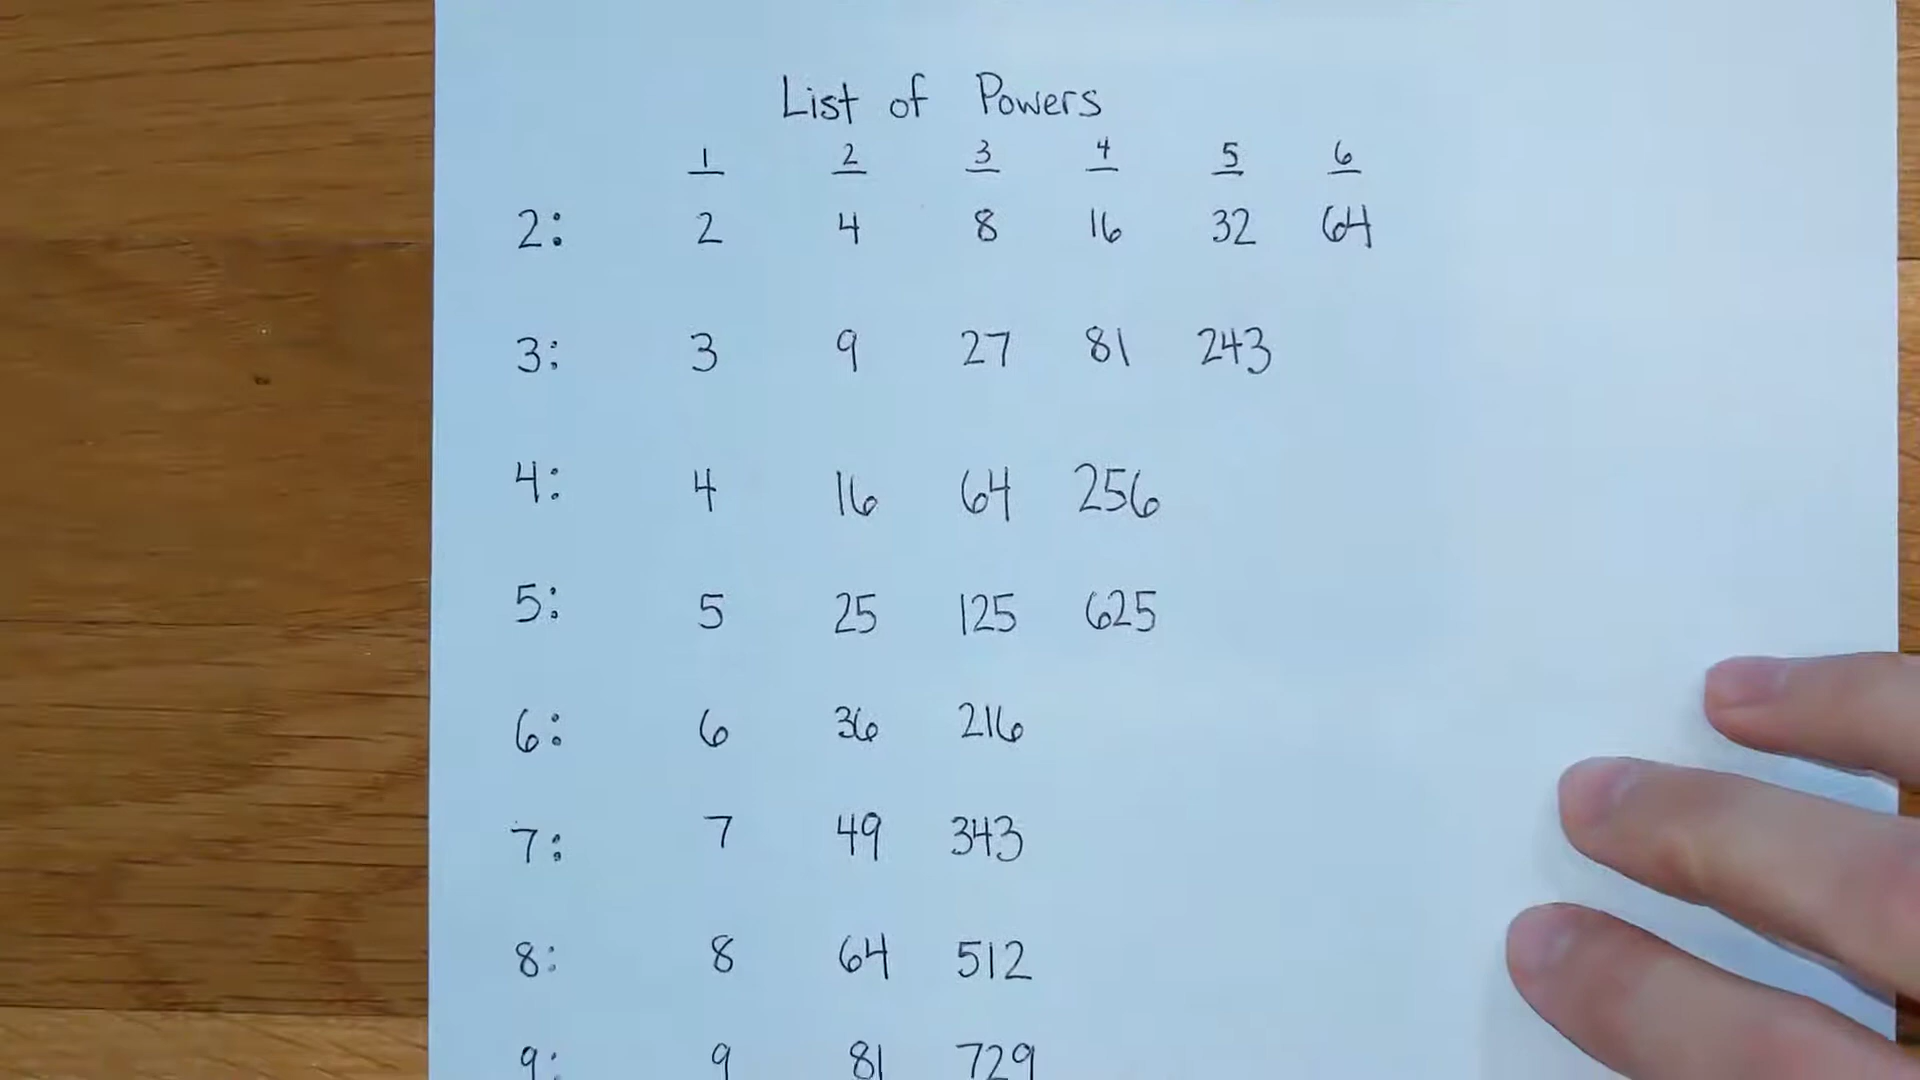 List of Powers
1 2 3 4 5 6
2: 2 4 8 16 32 64
3: 3 9 27 81 243
4: 4 16 64 256
5: 5 25 125 625
6: 6 36 216
7: 7 49 343
8: 8 64 512
9: 9 81 729